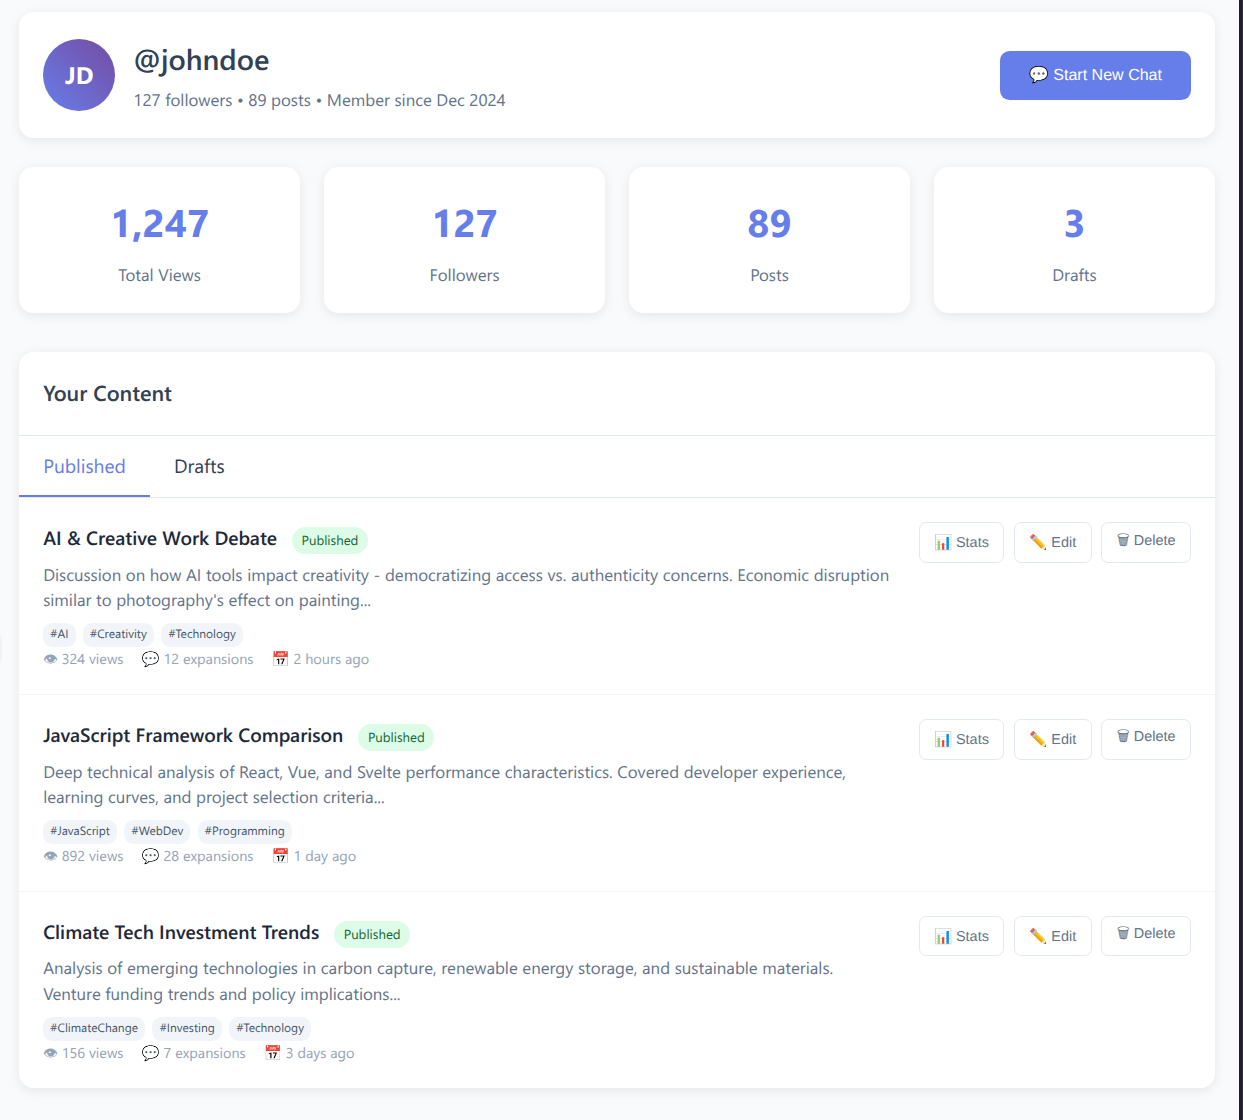 JD
@johndoe
127 followers • 89 posts • Member since Dec 2024
💬 Start New Chat
1,247
Total Views
127
Followers
89
Posts
3
Drafts
Your Content
Published
Drafts
AI & Creative Work Debate
Published
📊 Stats
✏️ Edit
🗑️ Delete
Discussion on how AI tools impact creativity - democratizing access vs. authenticity concerns. Economic disruption
similar to photography's effect on painting...
#AI #Creativity #Technology
👁️ 324 views 💬 12 expansions 📅 2 hours ago
JavaScript Framework Comparison
Published
📊 Stats
✏️ Edit
🗑️ Delete
Deep technical analysis of React, Vue, and Svelte performance characteristics. Covered developer experience,
learning curves, and project selection criteria...
#JavaScript #WebDev #Programming
👁️ 892 views 💬 28 expansions 📅 1 day ago
Climate Tech Investment Trends
Published
📊 Stats
✏️ Edit
🗑️ Delete
Analysis of emerging technologies in carbon capture, renewable energy storage, and sustainable materials.
Venture funding trends and policy implications...
#ClimateChange #Investing #Technology
👁️ 156 views 💬 7 expansions 📅 3 days ago